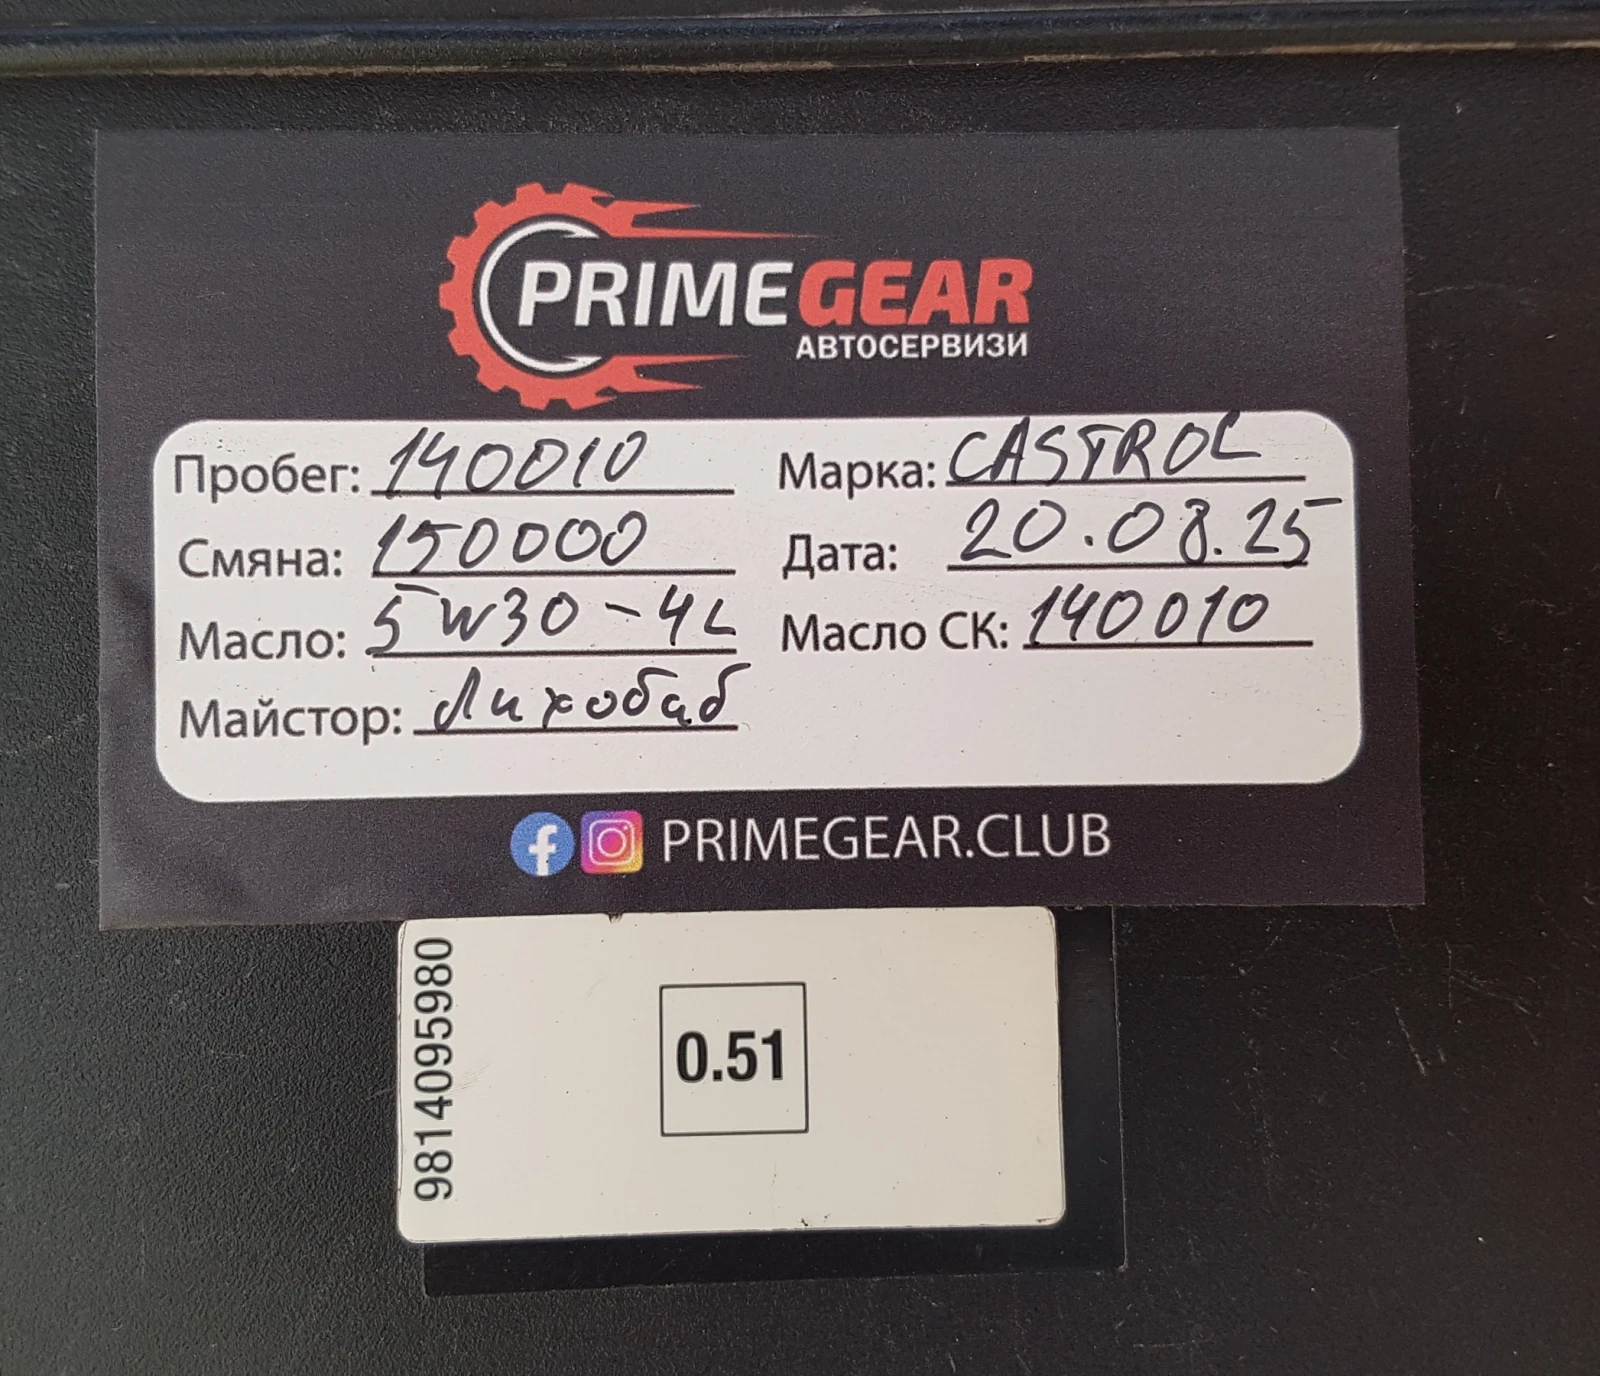 PRIMEGEAR
АВТОСЕРВИЗИ
Пробег: 140010 Марка: CASTROL
Смяна: 150000 Дата: 20.08.25
Масло: 5W30-4L Масло СК: 140010
Майстор: Лихобаб
PRIMEGEAR.CLUB
9814095980
0.51